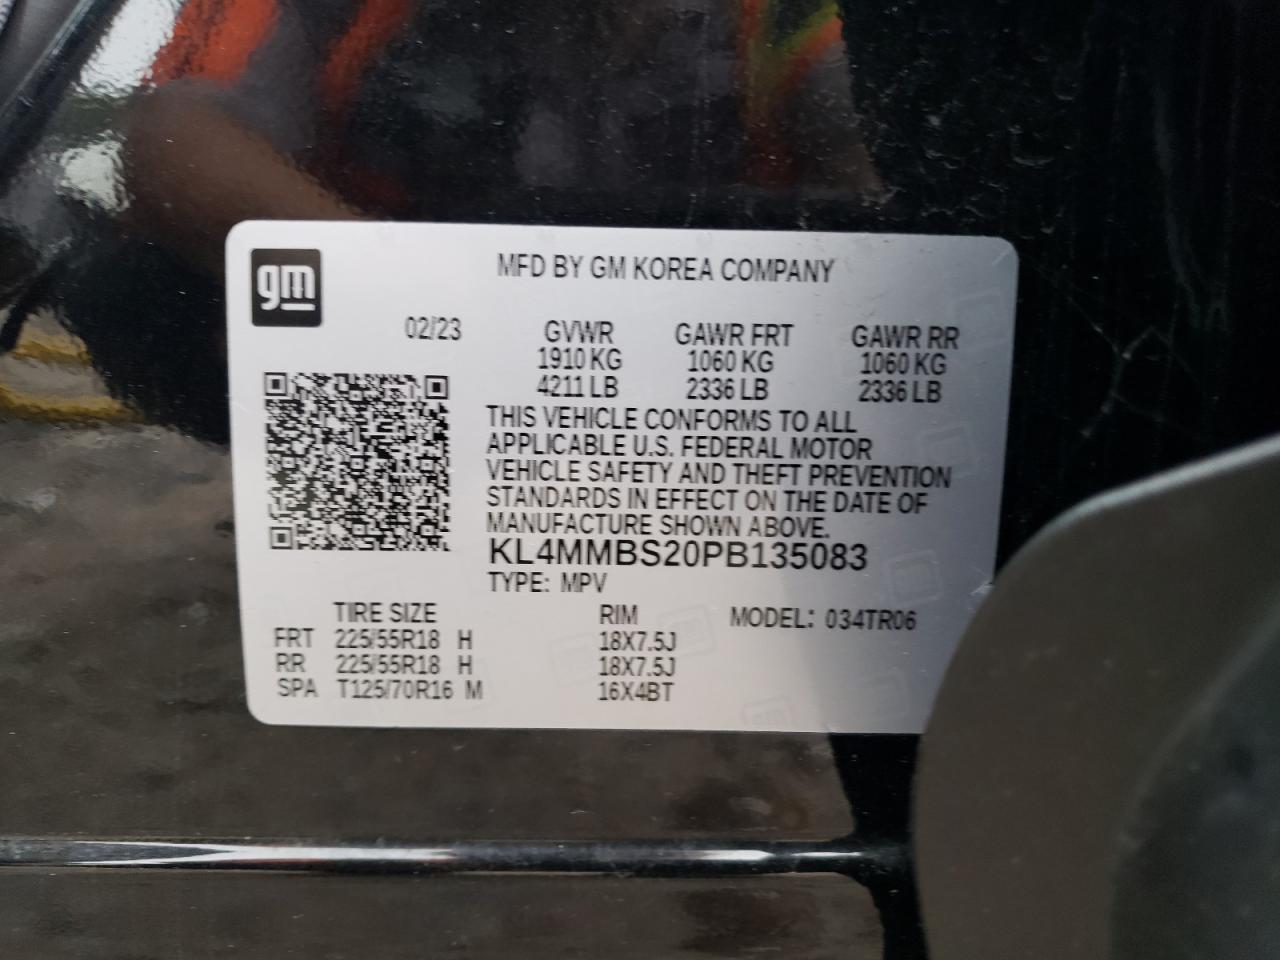 gm
MFD BY GM KOREA COMPANY
02/23 GVWR GAWR FRT GAWR RR
1910 KG 1060 KG 1060 KG
4211 LB 2336 LB 2336 LB
THIS VEHICLE CONFORMS TO ALL
APPLICABLE U.S. FEDERAL MOTOR
VEHICLE SAFETY AND THEFT PREVENTION
STANDARDS IN EFFECT ON THE DATE OF
MANUFACTURE SHOWN ABOVE.
KL4MMBS20PB135083
TYPE: MPV
TIRE SIZE RIM MODEL: 034TR06
FRT 225/55R18 H 18X7.5J
RR 225/55R18 H 18X7.5J
SPA T125/70R16 M 16X4BT